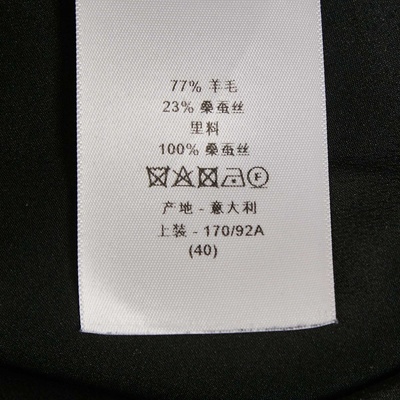 77% 羊毛
23% 桑蚕丝
里料
100% 桑蚕丝
F
产地 - 意大利
上装 - 170/92A
(40)